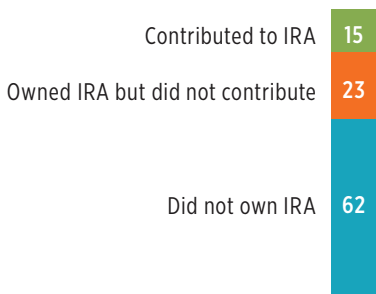 Contributed to IRA 15
Owned IRA but did not contribute 23
Did not own IRA 62